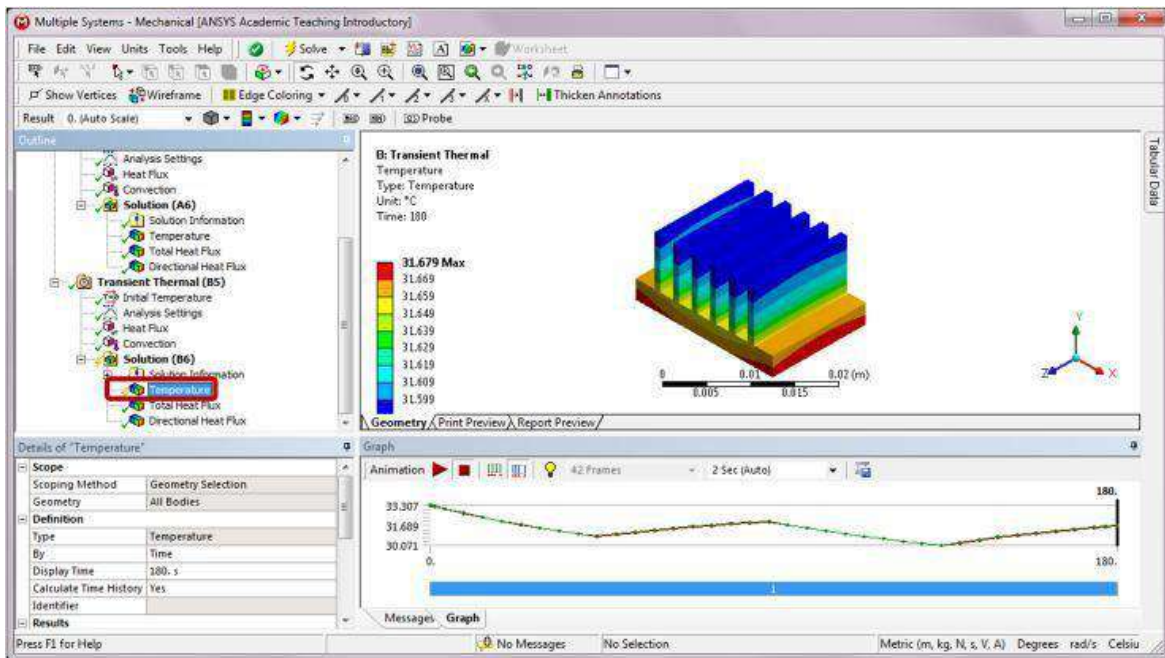 Multiple Systems - Mechanical [ANSYS Academic Teaching Introductory]
File Edit View Units Tools Help Solve Worksheet
Show Vertices Wireframe Edge Coloring Thicken Annotations
Result 0. (Auto Scale) Probe
Outline
Analysis Settings
Heat Flux
Convection
Solution (A6)
Solution Information
Temperature
Total Heat Flux
Directional Heat Flux
Transient Thermal (B5)
Initial Temperature
Analysis Settings
Heat Flux
Convection
Solution (B6)
Solution Information
Temperature
Total Heat Flux
Directional Heat Flux
B: Transient Thermal
Temperature
Type: Temperature
Unit: °C
Time: 180
31.679 Max
31.669
31.659
31.649
31.639
31.629
31.619
31.609
31.599
Y
Z
X
0 0.01 0.02 (m)
0.005 0.015
Geometry Print Preview Report Preview
Tabular Data
Details of "Temperature"
Scope
Scoping Method Geometry Selection
Geometry All Bodies
Definition
Type Temperature
By Time
Display Time 180. s
Calculate Time History Yes
Identifier
Results
Graph
Animation 42 Frames 2 Sec (Auto)
180.
33.307
31.689
30.071
0. 180.
1
Messages Graph
Press F1 for Help No Messages No Selection Metric (m, kg, N, s, V, A) Degrees rad/s Celsiu